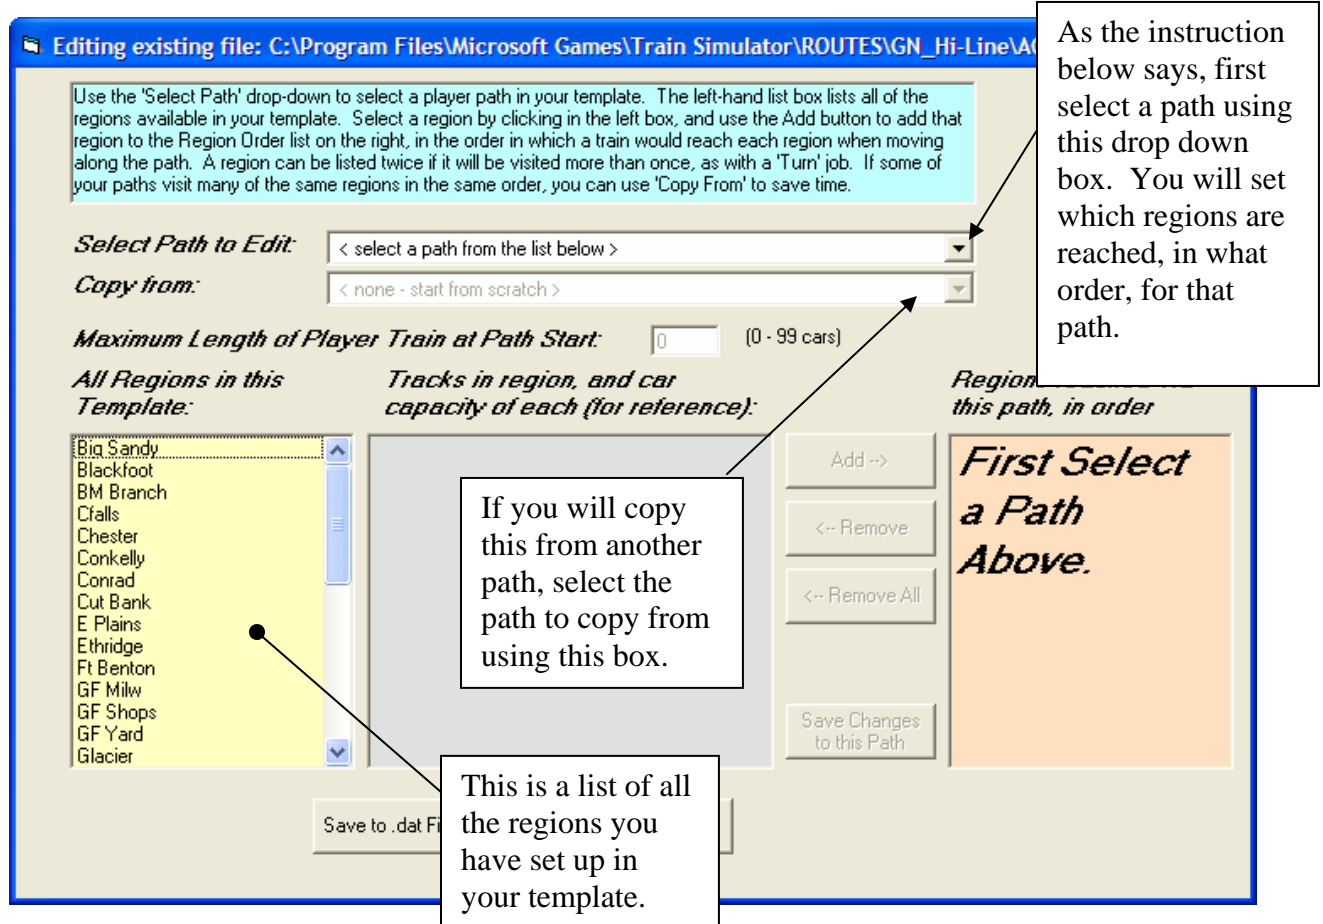 Editing existing file: C:\Program Files\Microsoft Games\Train Simulator\ROUTES\GN_Hi-Line\AC
As the instruction
below says, first
select a path using
this drop down
box.  You will set
which regions are
reached, in what
order, for that
path.
Use the 'Select Path' drop-down to select a player path in your template.  The left-hand list box lists all of the
regions available in your template.  Select a region by clicking in the left box, and use the Add button to add that
region to the Region Order list on the right, in the order in which a train would reach each region when moving
along the path.  A region can be listed twice if it will be visited more than once, as with a 'Turn' job.  If some of
your paths visit many of the same regions in the same order, you can use 'Copy From' to save time.
Select Path to Edit:
< select a path from the list below >
Copy from:
< none - start from scratch >
Maximum Length of Player Train at Path Start:
0
(0 - 99 cars)
All Regions in this
Template:
Tracks in region, and car
capacity of each (for reference):
Region
this path, in order
Big Sandy
Blackfoot
BM Branch
Cfalls
Chester
Conkelly
Conrad
Cut Bank
E Plains
Ethridge
Ft Benton
GF Milw
GF Shops
GF Yard
Glacier
If you will copy
this from another
path, select the
path to copy from
using this box.
Add -->
<-- Remove
<-- Remove All
Save Changes
to this Path
First Select
a Path
Above.
Save to .dat Fi
This is a list of all
the regions you
have set up in
your template.